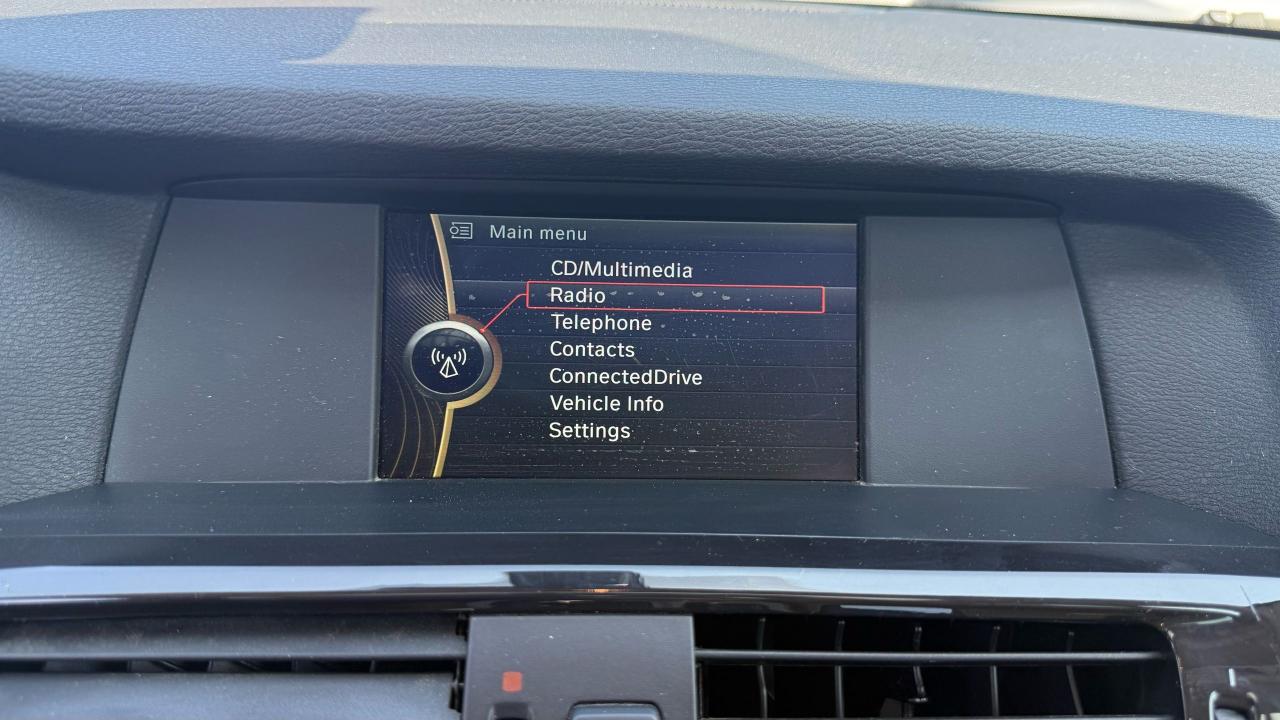 Main menu
CD/Multimedia
Radio
Telephone
Contacts
ConnectedDrive
Vehicle Info
Settings